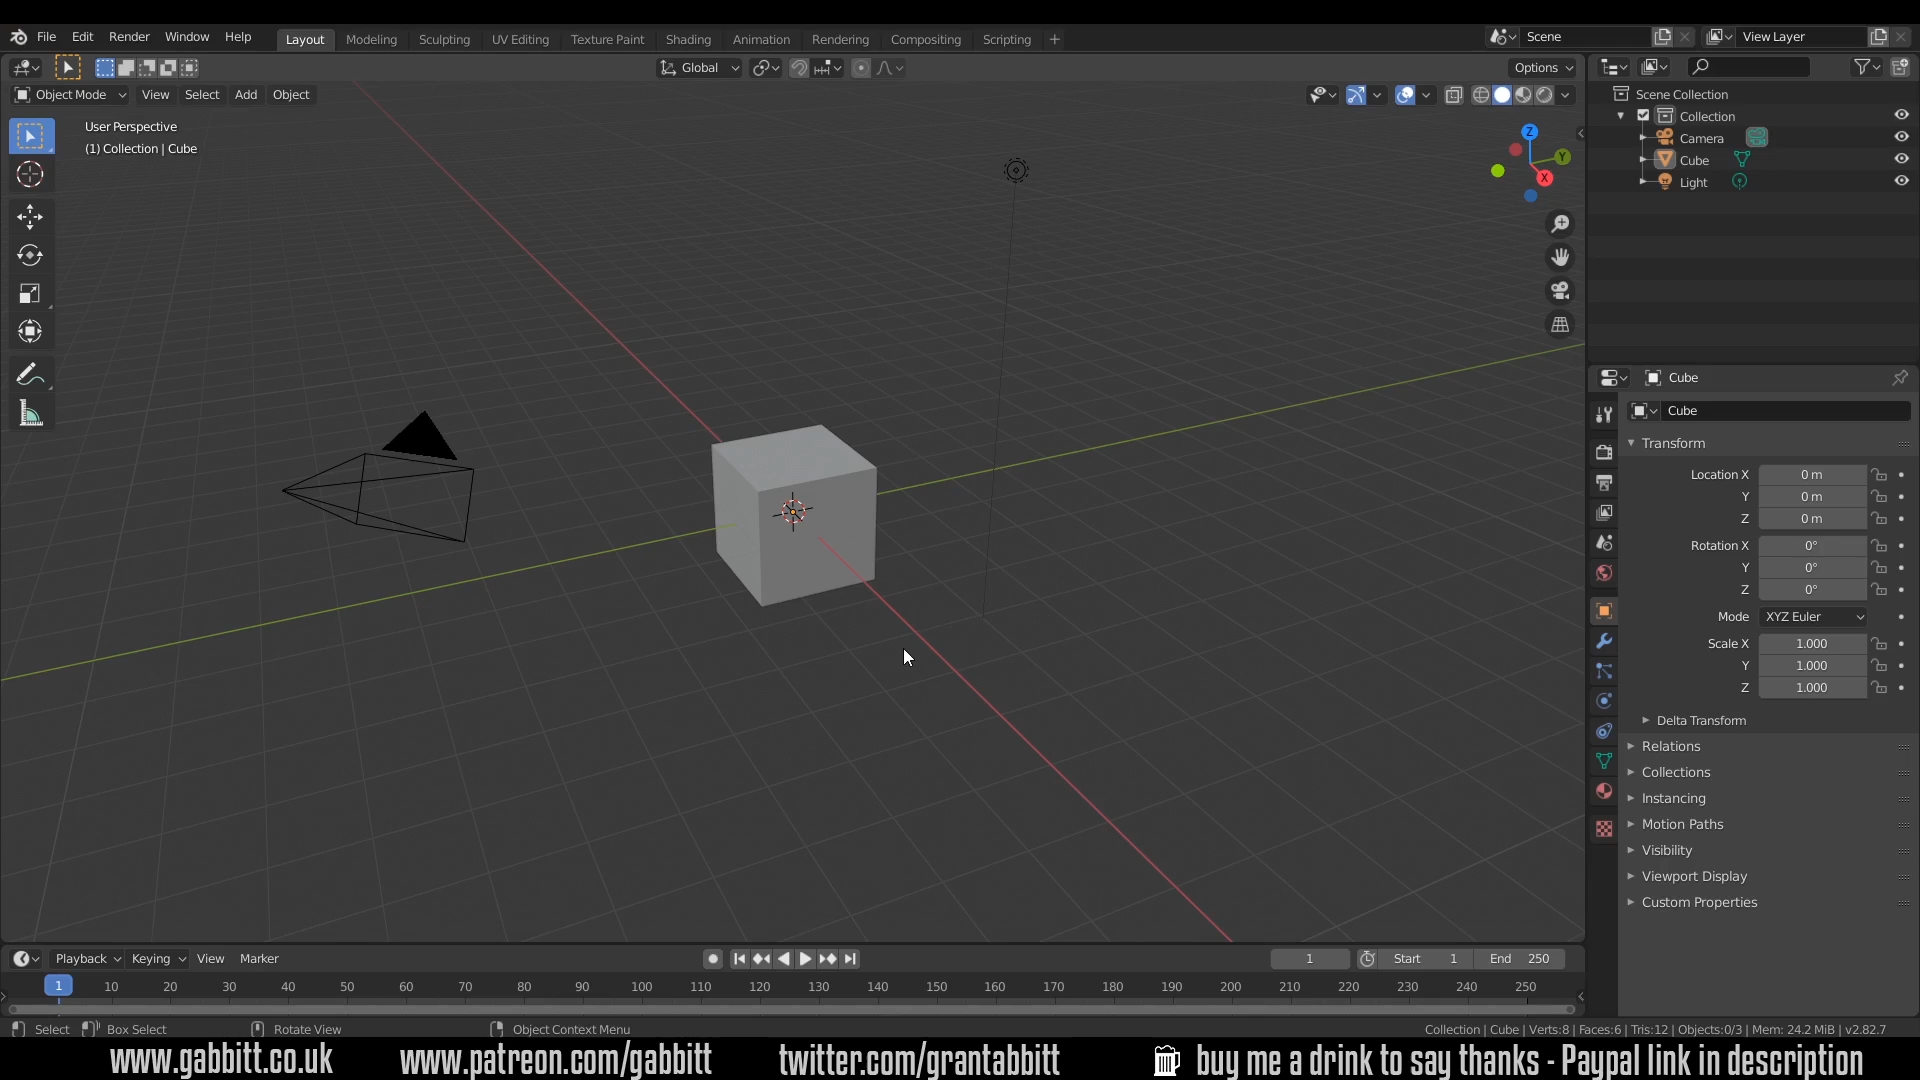 File Edit Render Window Help Layout Modeling Sculpting UV Editing Texture Paint Shading Animation Rendering Compositing Scripting + Scene View Layer
Global Options
Object Mode View Select Add Object
Scene Collection
Collection
Camera
Cube
Light
User Perspective
(1) Collection | Cube
Z
Y
X
Cube
Cube
Transform
Location X 0 m
Y 0 m
Z 0 m
Rotation X 0°
Y 0°
Z 0°
Mode XYZ Euler
Scale X 1.000
Y 1.000
Z 1.000
Delta Transform
Relations
Collections
Instancing
Motion Paths
Visibility
Viewport Display
Custom Properties
Playback Keying View Marker 1 Start 1 End 250
1 10 20 30 40 50 60 70 80 90 100 110 120 130 140 150 160 170 180 190 200 210 220 230 240 250
Select Box Select Rotate View Object Context Menu Collection | Cube | Verts:8 | Faces:6 | Tris:12 | Objects:0/3 | Mem: 24.2 MiB | v2.82.7
www.gabbitt.co.uk www.patreon.com/gabbitt twitter.com/grantabbitt buy me a drink to say thanks - Paypal link in description